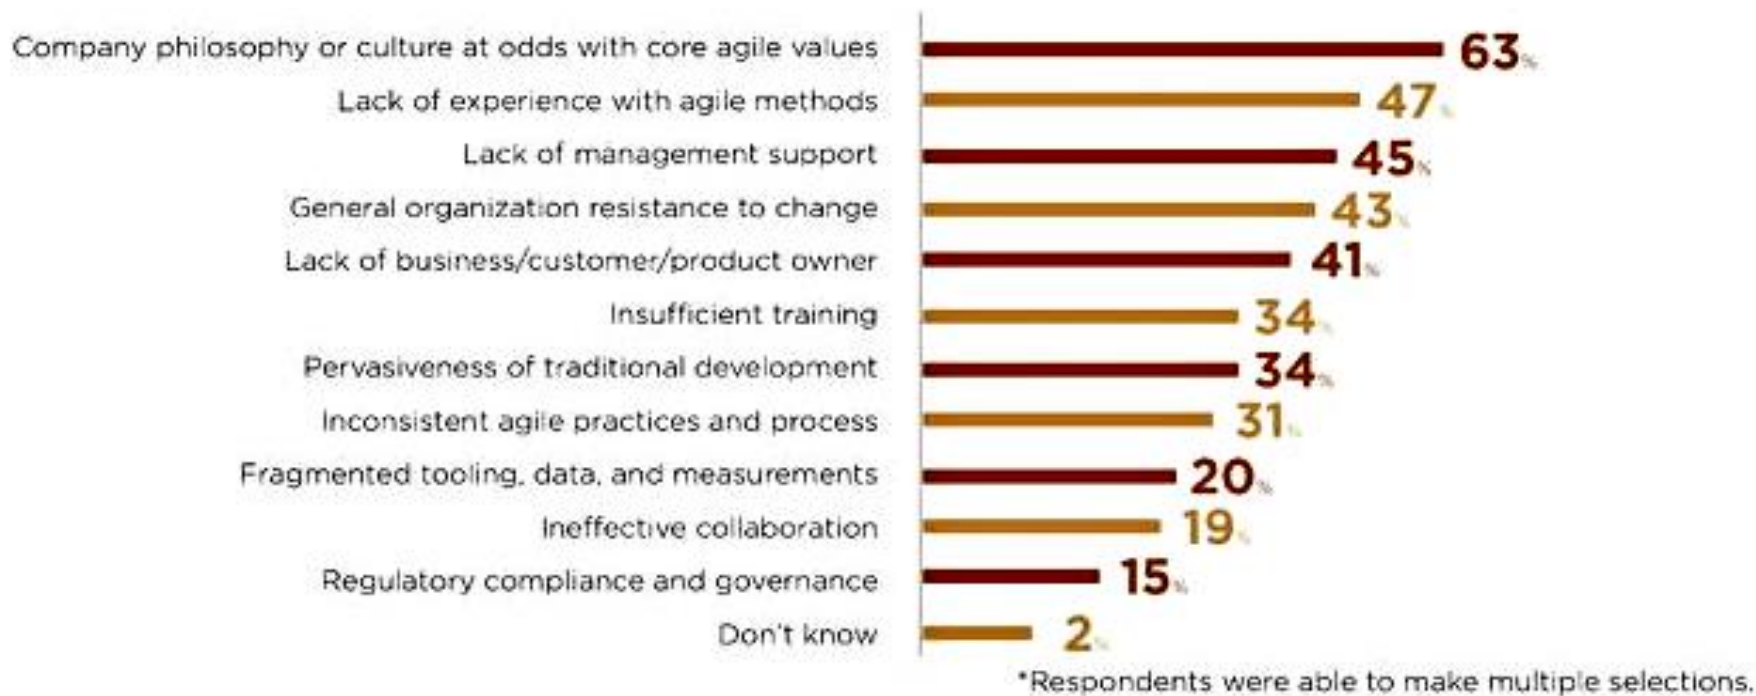 Company philosophy or culture at odds with core agile values 63%
Lack of experience with agile methods 47%
Lack of management support 45%
General organization resistance to change 43%
Lack of business/customer/product owner 41%
Insufficient training 34%
Pervasiveness of traditional development 34%
Inconsistent agile practices and process 31%
Fragmented tooling, data, and measurements 20%
Ineffective collaboration 19%
Regulatory compliance and governance 15%
Don't know 2%
*Respondents were able to make multiple selections.